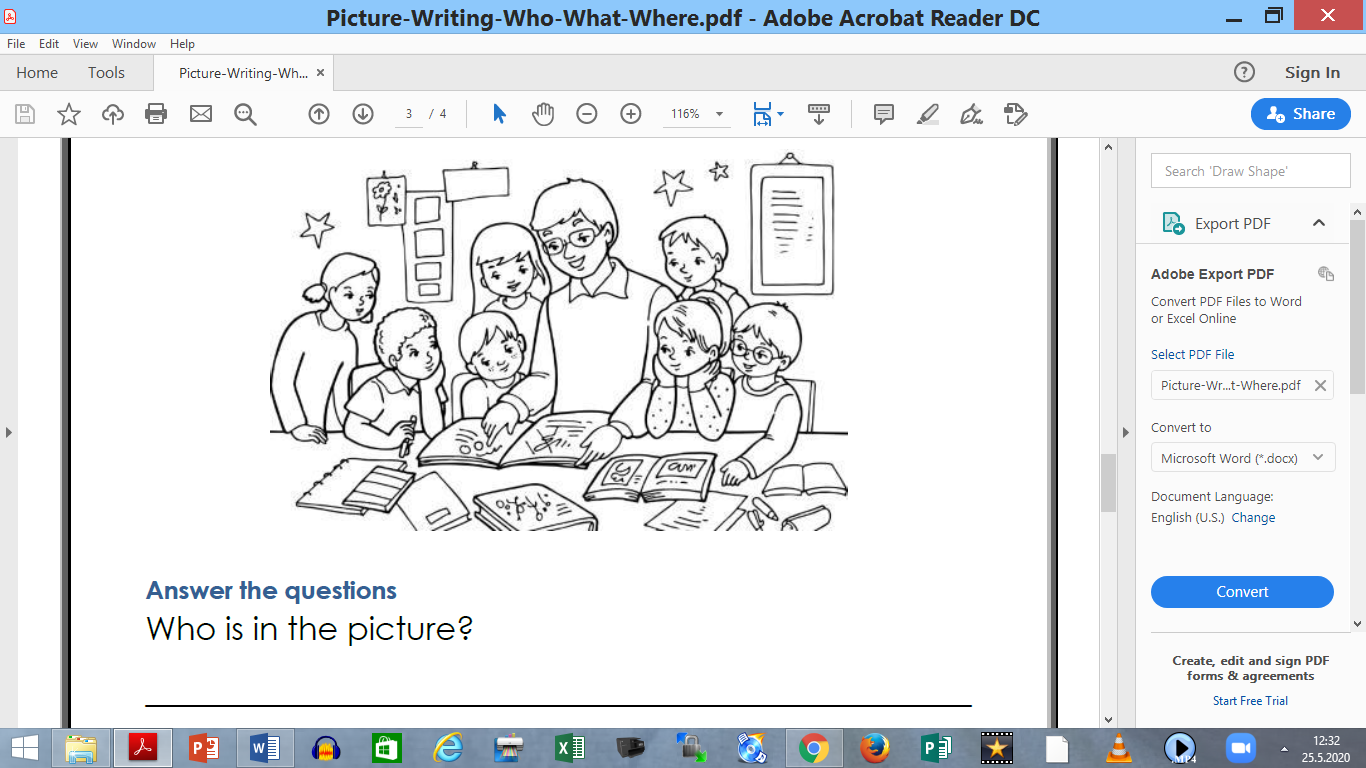 Picture-Writing-Who-What-Where.pdf - Adobe Acrobat Reader DC
File Edit View Window Help
Home Tools Picture-Writing-Wh... × ? Sign In
3 / 4 116% Share
Search 'Draw Shape'
Export PDF
Adobe Export PDF
Convert PDF Files to Word
or Excel Online
Select PDF File
Picture-Wr...t-Where.pdf
Convert to
Microsoft Word (*.docx)
Document Language:
English (U.S.) Change
Convert
Create, edit and sign PDF
forms & agreements
Start Free Trial
Answer the questions
Who is in the picture?
12:32
25.5.2020
MP4